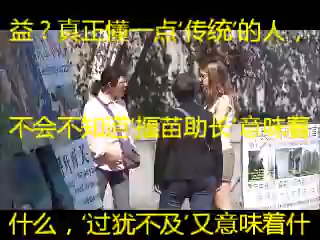 益？真正懂一点‘传统’的人，
不会不知道‘揠苗助长’意味着
什么，‘过犹不及’又意味着什